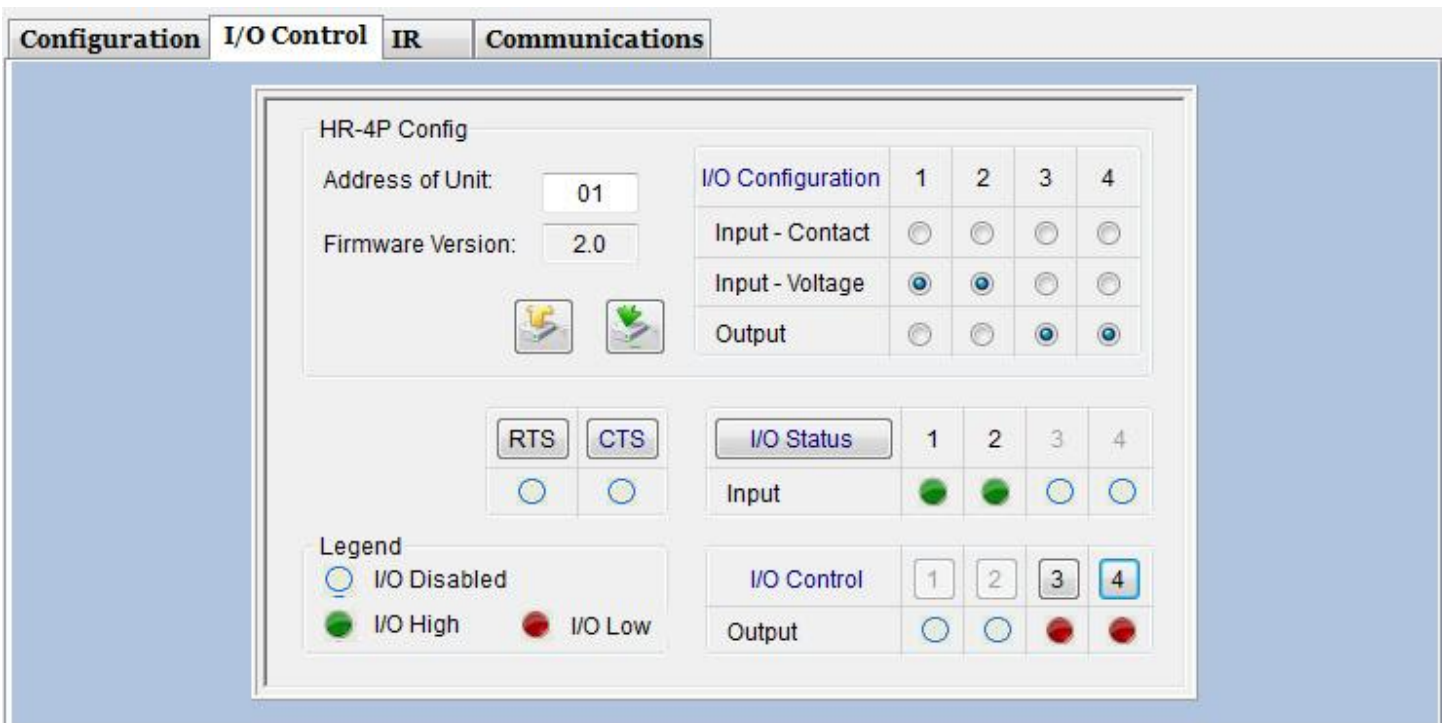 Configuration I/O Control IR Communications
HR-4P Config
Address of Unit: 01
Firmware Version: 2.0
I/O Configuration 1 2 3 4
Input - Contact
Input - Voltage
Output
RTS CTS
I/O Status 1 2 3 4
Input
Legend
I/O Disabled
I/O High I/O Low
I/O Control 1 2 3 4
Output